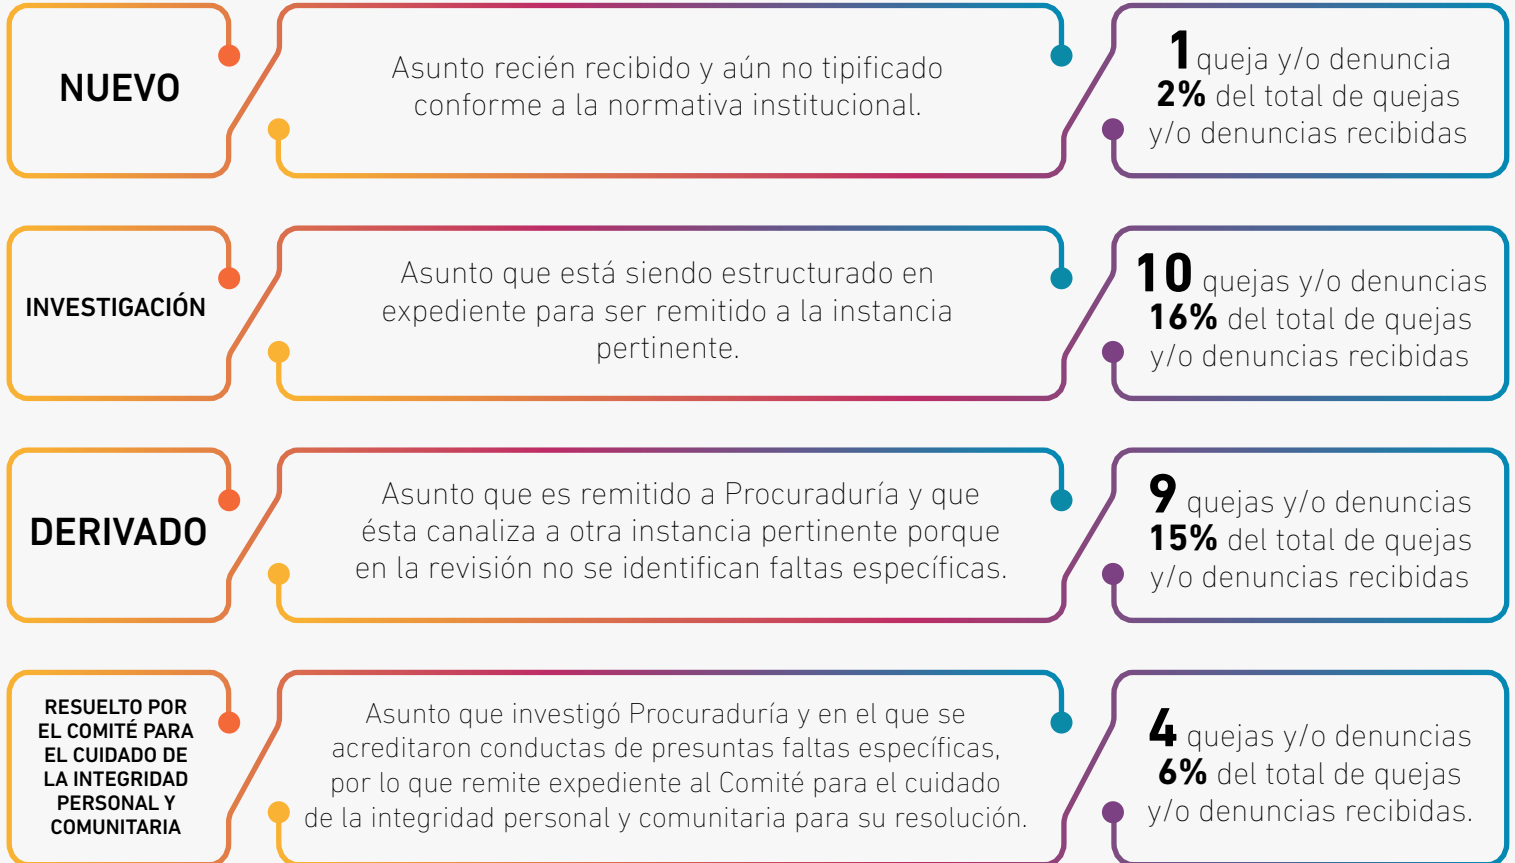 NUEVO
Asunto recién recibido y aún no tipificado
conforme a la normativa institucional.
1 queja y/o denuncia
2% del total de quejas
y/o denuncias recibidas
INVESTIGACIÓN
Asunto que está siendo estructurado en
expediente para ser remitido a la instancia
pertinente.
10 quejas y/o denuncias
16% del total de quejas
y/o denuncias recibidas
DERIVADO
Asunto que es remitido a Procuraduría y que
ésta canaliza a otra instancia pertinente porque
en la revisión no se identifican faltas específicas.
9 quejas y/o denuncias
15% del total de quejas
y/o denuncias recibidas
RESUELTO POR
EL COMITÉ PARA
EL CUIDADO DE
LA INTEGRIDAD
PERSONAL Y
COMUNITARIA
Asunto que investigó Procuraduría y en el que se
acreditaron conductas de presuntas faltas específicas,
por lo que remite expediente al Comité para el cuidado
de la integridad personal y comunitaria para su resolución.
4 quejas y/o denuncias
6% del total de quejas
y/o denuncias recibidas.